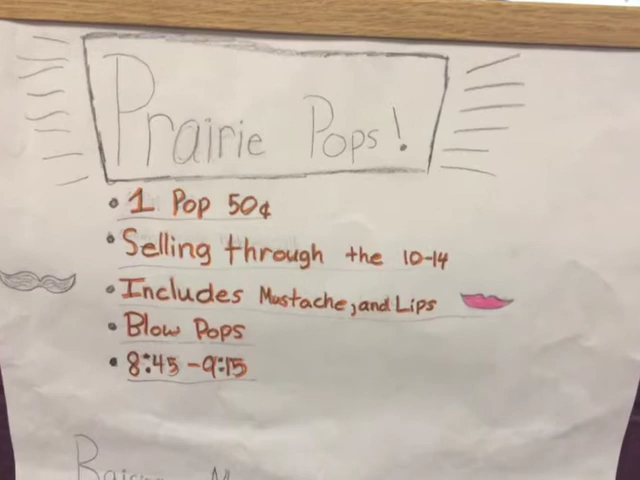 Prairie Pops!
• 1 Pop 50¢
• Selling through the 10-14
• Includes Mustache, and Lips
• Blow Pops
• 8:45-9:15